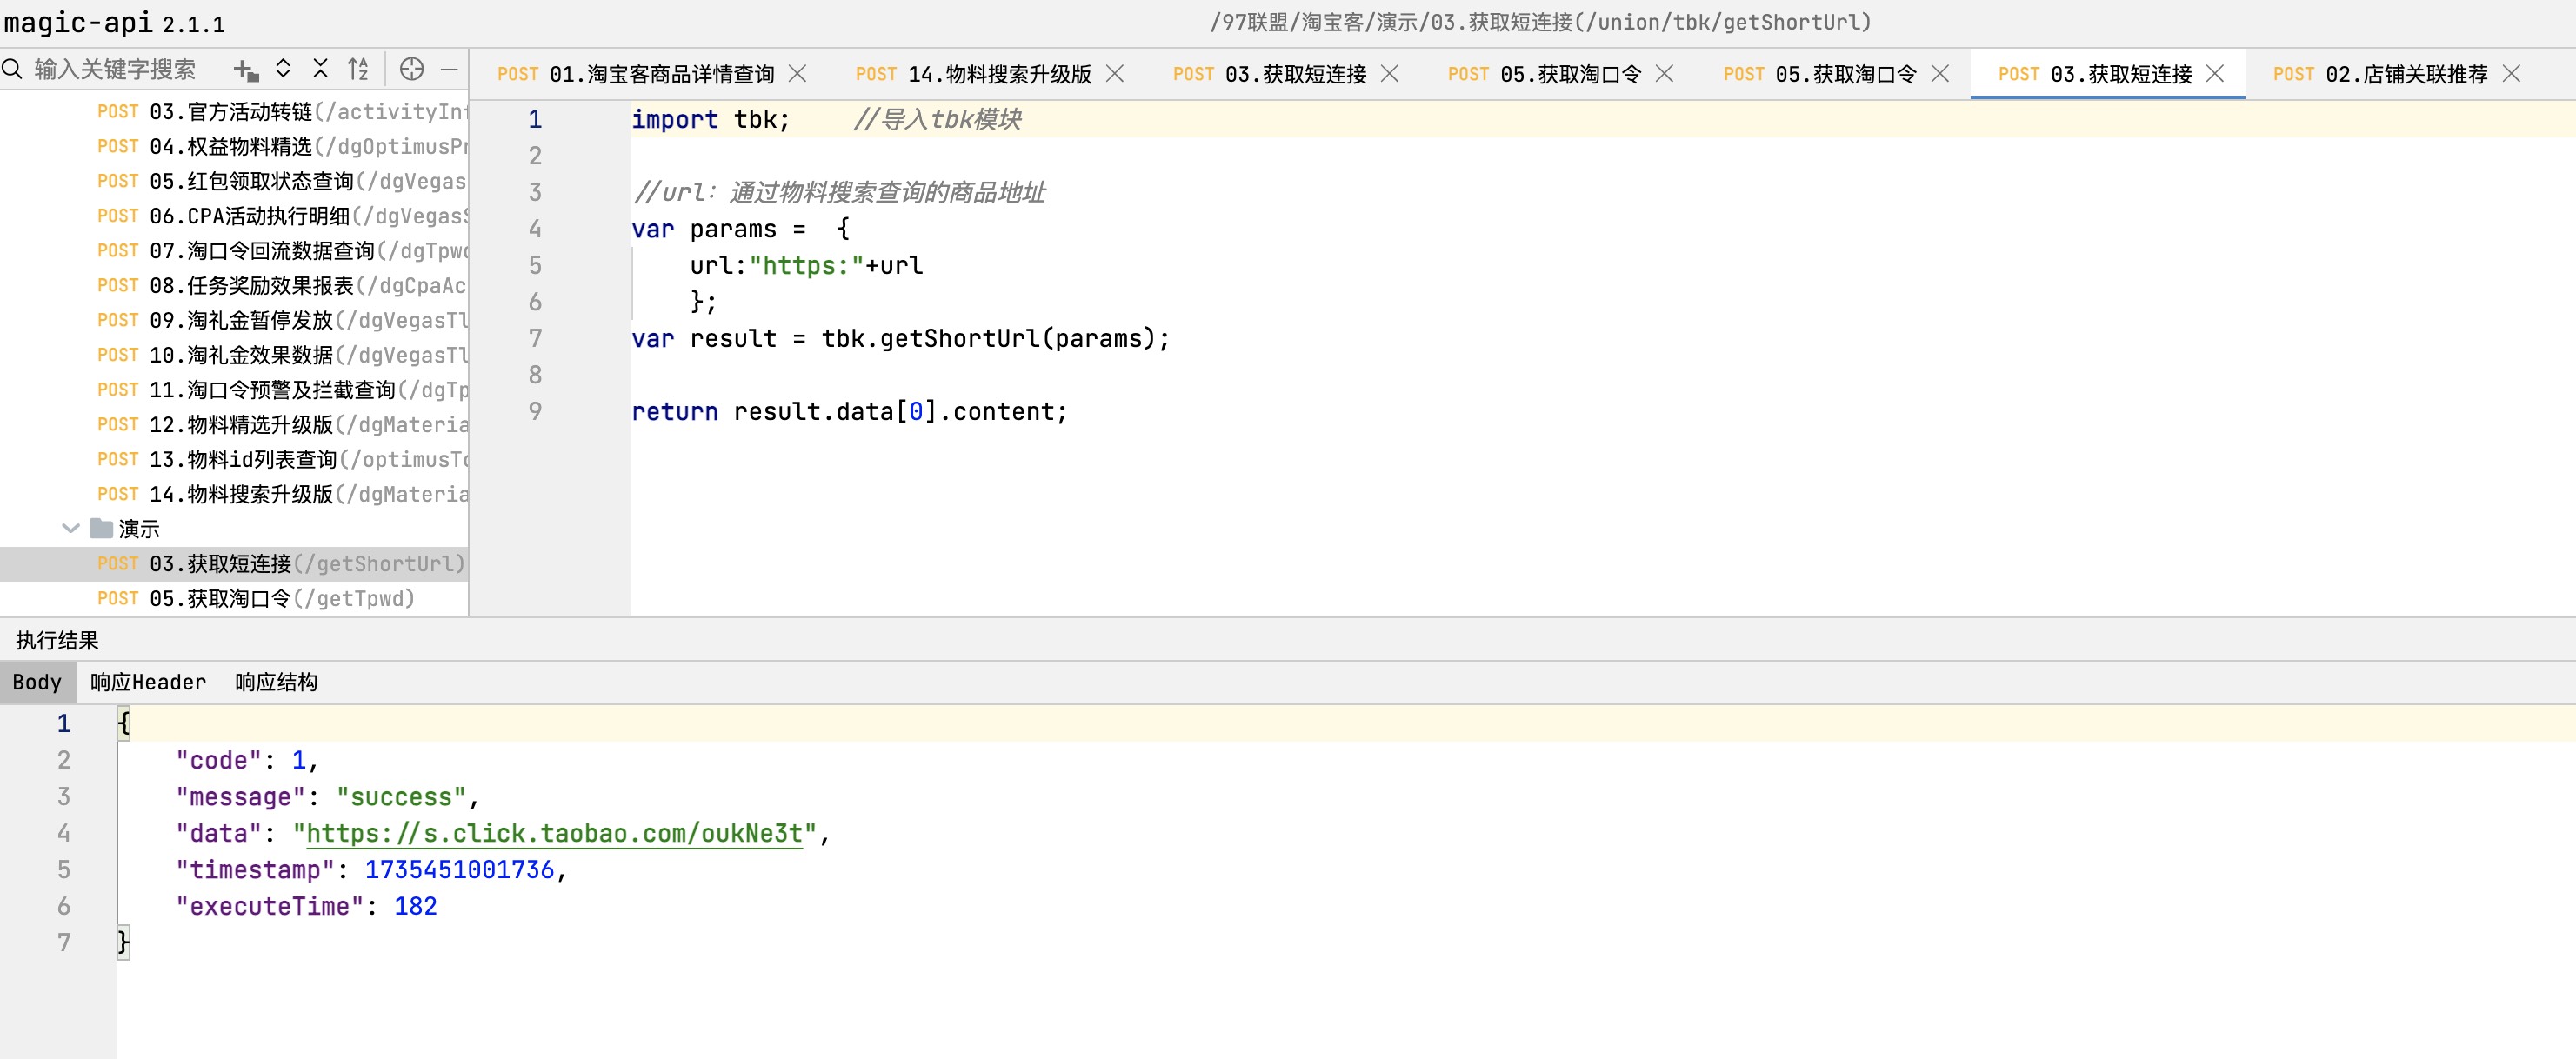 magic-api 2.1.1
/97联盟/淘宝客/演示/03.获取短连接(/union/tbk/getShortUrl)
输入关键字搜索
POST 01.淘宝客商品详情查询
POST 14.物料搜索升级版
POST 03.获取短连接
POST 05.获取淘口令
POST 05.获取淘口令
POST 03.获取短连接
POST 02.店铺关联推荐
POST 03.官方活动转链(/activityInf
POST 04.权益物料精选(/dgOptimusPr
POST 05.红包领取状态查询(/dgVegas
POST 06.CPA活动执行明细(/dgVegasS
POST 07.淘口令回流数据查询(/dgTpwd
POST 08.任务奖励效果报表(/dgCpaAc
POST 09.淘礼金暂停发放(/dgVegasTl
POST 10.淘礼金效果数据(/dgVegasTl
POST 11.淘口令预警及拦截查询(/dgTp
POST 12.物料精选升级版(/dgMateria
POST 13.物料id列表查询(/optimusTo
POST 14.物料搜索升级版(/dgMateria
演示
POST 03.获取短连接(/getShortUrl)
POST 05.获取淘口令(/getTpwd)
1 import tbk; //导入tbk模块
2
3 //url: 通过物料搜索查询的商品地址
4 var params = {
5 url:"https:"+url
6 };
7 var result = tbk.getShortUrl(params);
8
9 return result.data[0].content;
执行结果
Body 响应Header 响应结构
1 {
2 "code": 1,
3 "message": "success",
4 "data": "https://s.click.taobao.com/oukNe3t",
5 "timestamp": 1735451001736,
6 "executeTime": 182
7 }